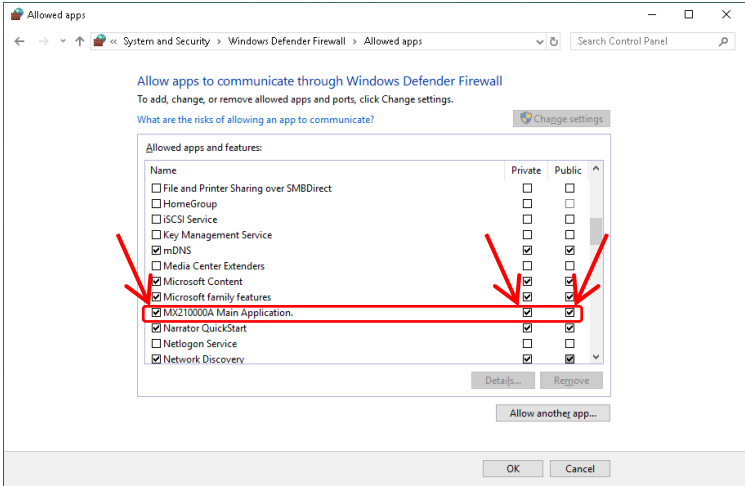 Allowed apps
« System and Security > Windows Defender Firewall > Allowed apps
Search Control Panel
Allow apps to communicate through Windows Defender Firewall
To add, change, or remove allowed apps and ports, click Change settings.
What are the risks of allowing an app to communicate?
Change settings
Allowed apps and features:
Name Private Public
File and Printer Sharing over SMBDirect
HomeGroup
iSCSI Service
Key Management Service
mDNS
Media Center Extenders
Microsoft Content
Microsoft family features
MX210000A Main Application.
Narrator QuickStart
Netlogon Service
Network Discovery
Details... Remove
Allow another app...
OK Cancel